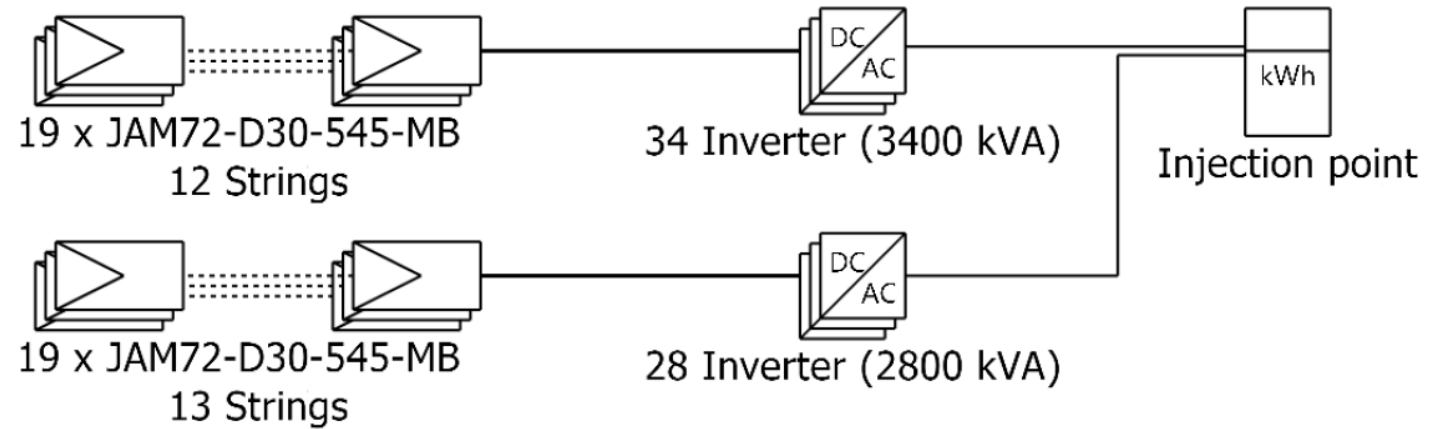 DC
AC
kWh
19 x JAM72-D30-545-MB
12 Strings
34 Inverter (3400 kVA)
Injection point
DC
AC
19 x JAM72-D30-545-MB
13 Strings
28 Inverter (2800 kVA)